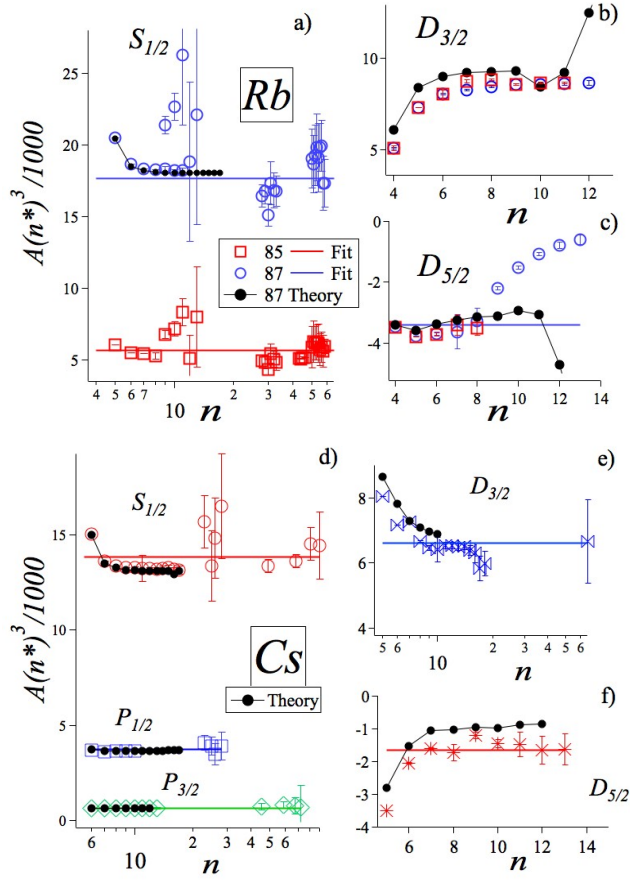 a)
S1/2
Rb
25
20
15
10
5
A(n*)^3 /1000
85 Fit
87 Fit
87 Theory
4 5 6 7 10 2 3 4 5 6
n
b)
D3/2
10
5
4 6 8 10 12
n
c)
D5/2
0
-2
-4
4 6 8 10 12 14
d)
S1/2
15
10
5
0
A(n*)^3 /1000
Cs
Theory
P1/2
P3/2
6 8 10 2 4 6 8
n
e)
D3/2
8
6
4
5 6 10 2 3 4 5 6
n
f)
0
-1
-2
-3
-4
D5/2
6 8 10 12 14
n